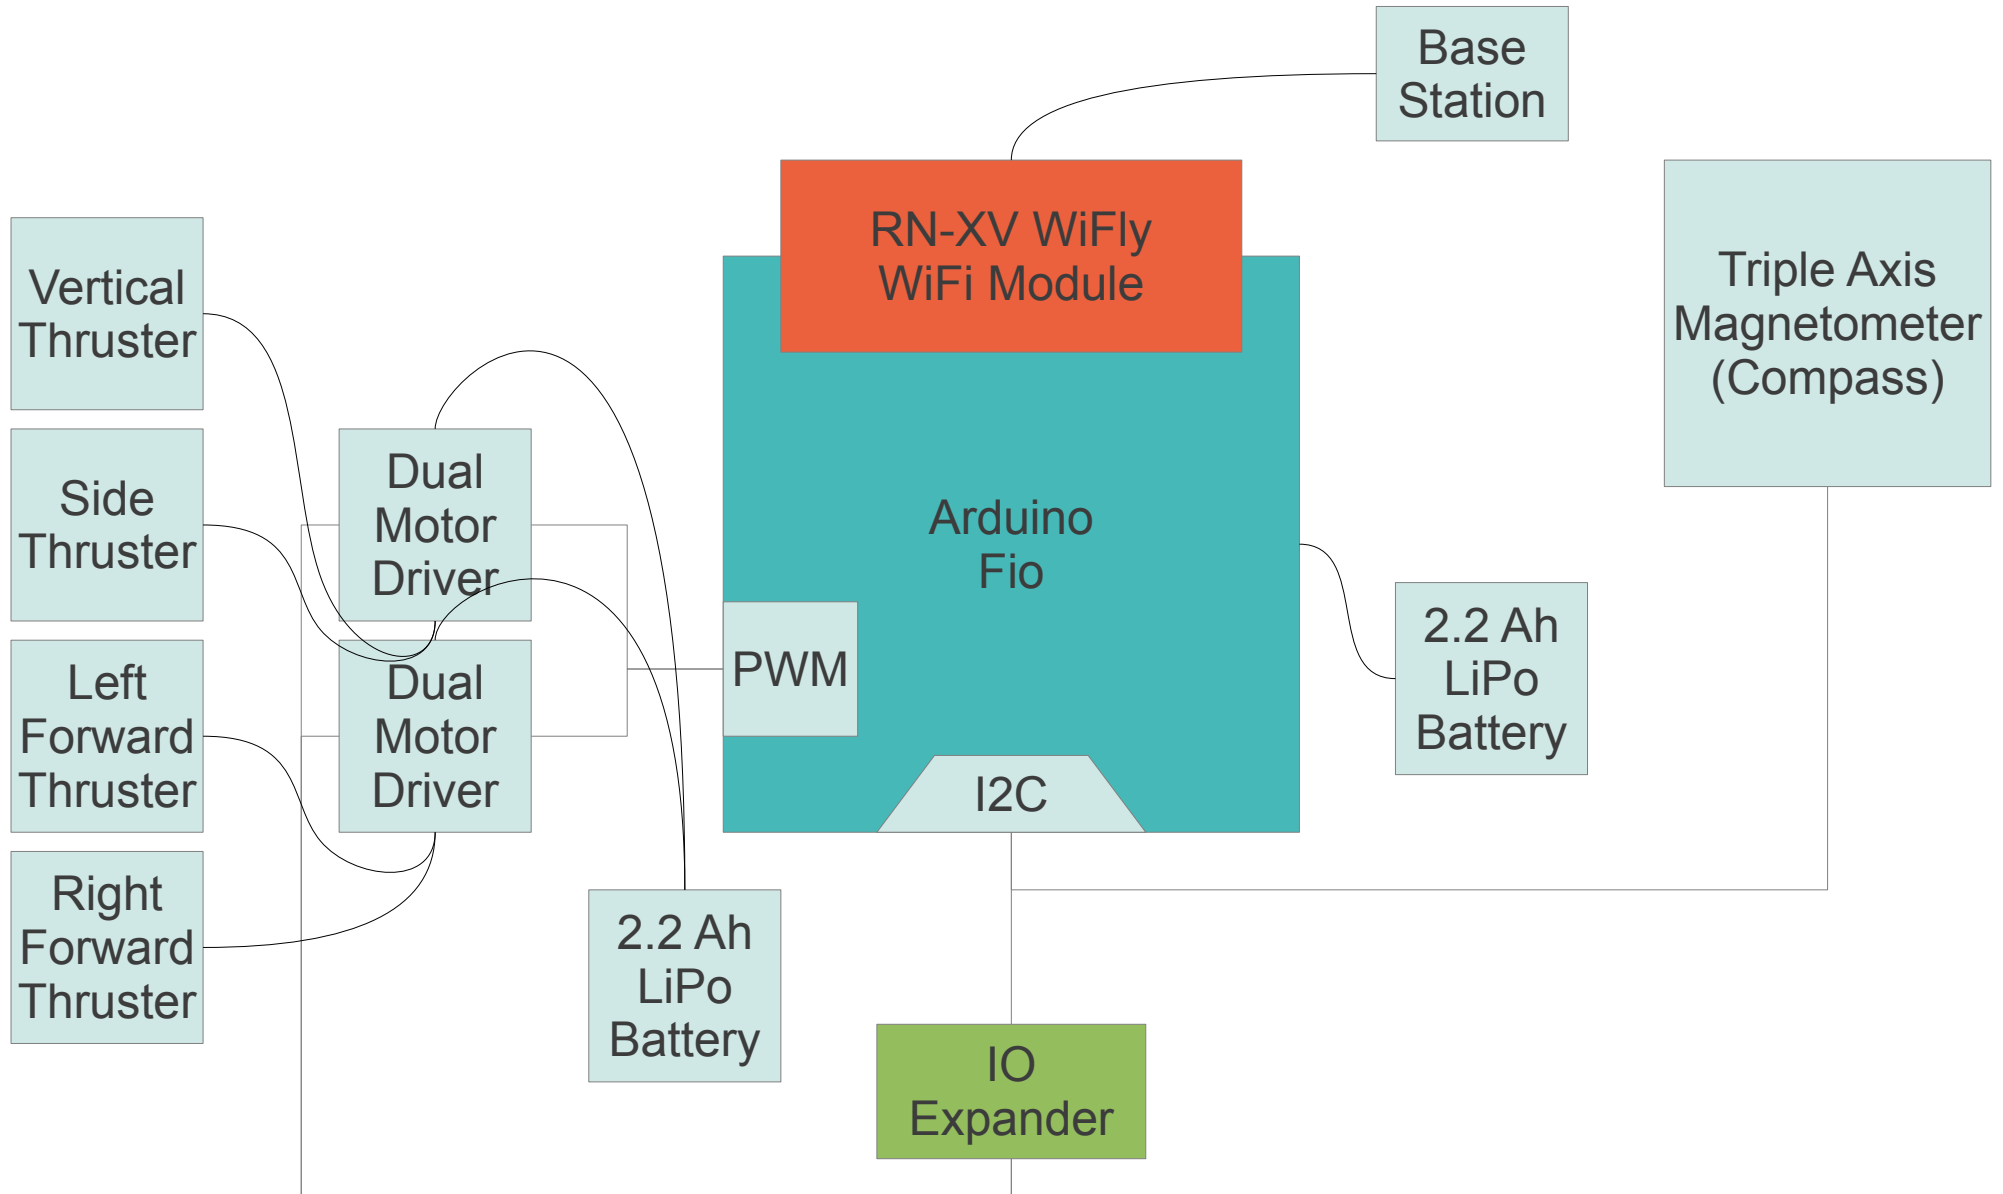 Base
Station
RN-XV WiFly
WiFi Module
Vertical
Thruster
Triple Axis
Magnetometer
(Compass)
Side
Thruster
Dual
Motor
Driver
Arduino
Fio
Left
Forward
Thruster
Dual
Motor
Driver
PWM
2.2 Ah
LiPo
Battery
I2C
Right
Forward
Thruster
2.2 Ah
LiPo
Battery
IO
Expander